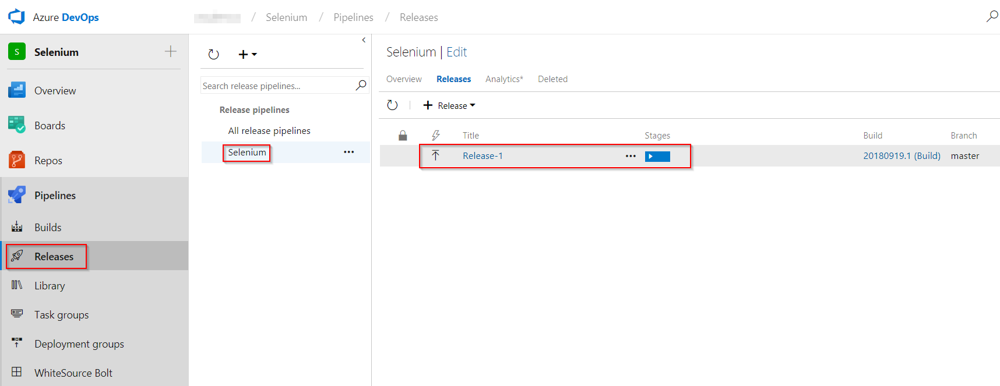 Azure DevOps
/ Selenium / Pipelines / Releases
S Selenium
Overview
Boards
Repos
Pipelines
Builds
Releases
Library
Task groups
Deployment groups
WhiteSource Bolt
Search release pipelines...
Release pipelines
All release pipelines
Selenium ...
Selenium | Edit
Overview Releases Analytics* Deleted
+ Release
Title Stages Build Branch
Release-1 ... 20180919.1 (Build) master